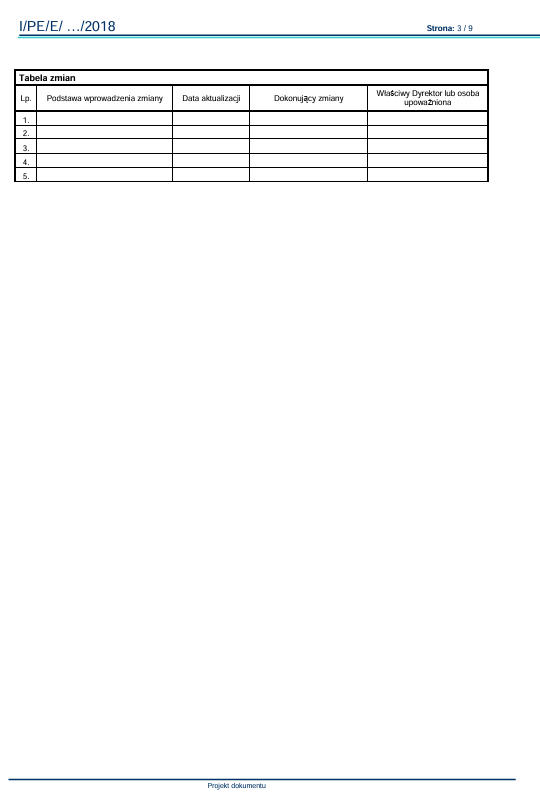 I/PE/E/ …/2018
Strona: 3 / 9
Tabela zmian
Lp. Podstawa wprowadzenia zmiany Data aktualizacji Dokonujący zmiany Właściwy Dyrektor lub osoba
upoważniona
1.
2.
3.
4.
5.
Projekt dokumentu